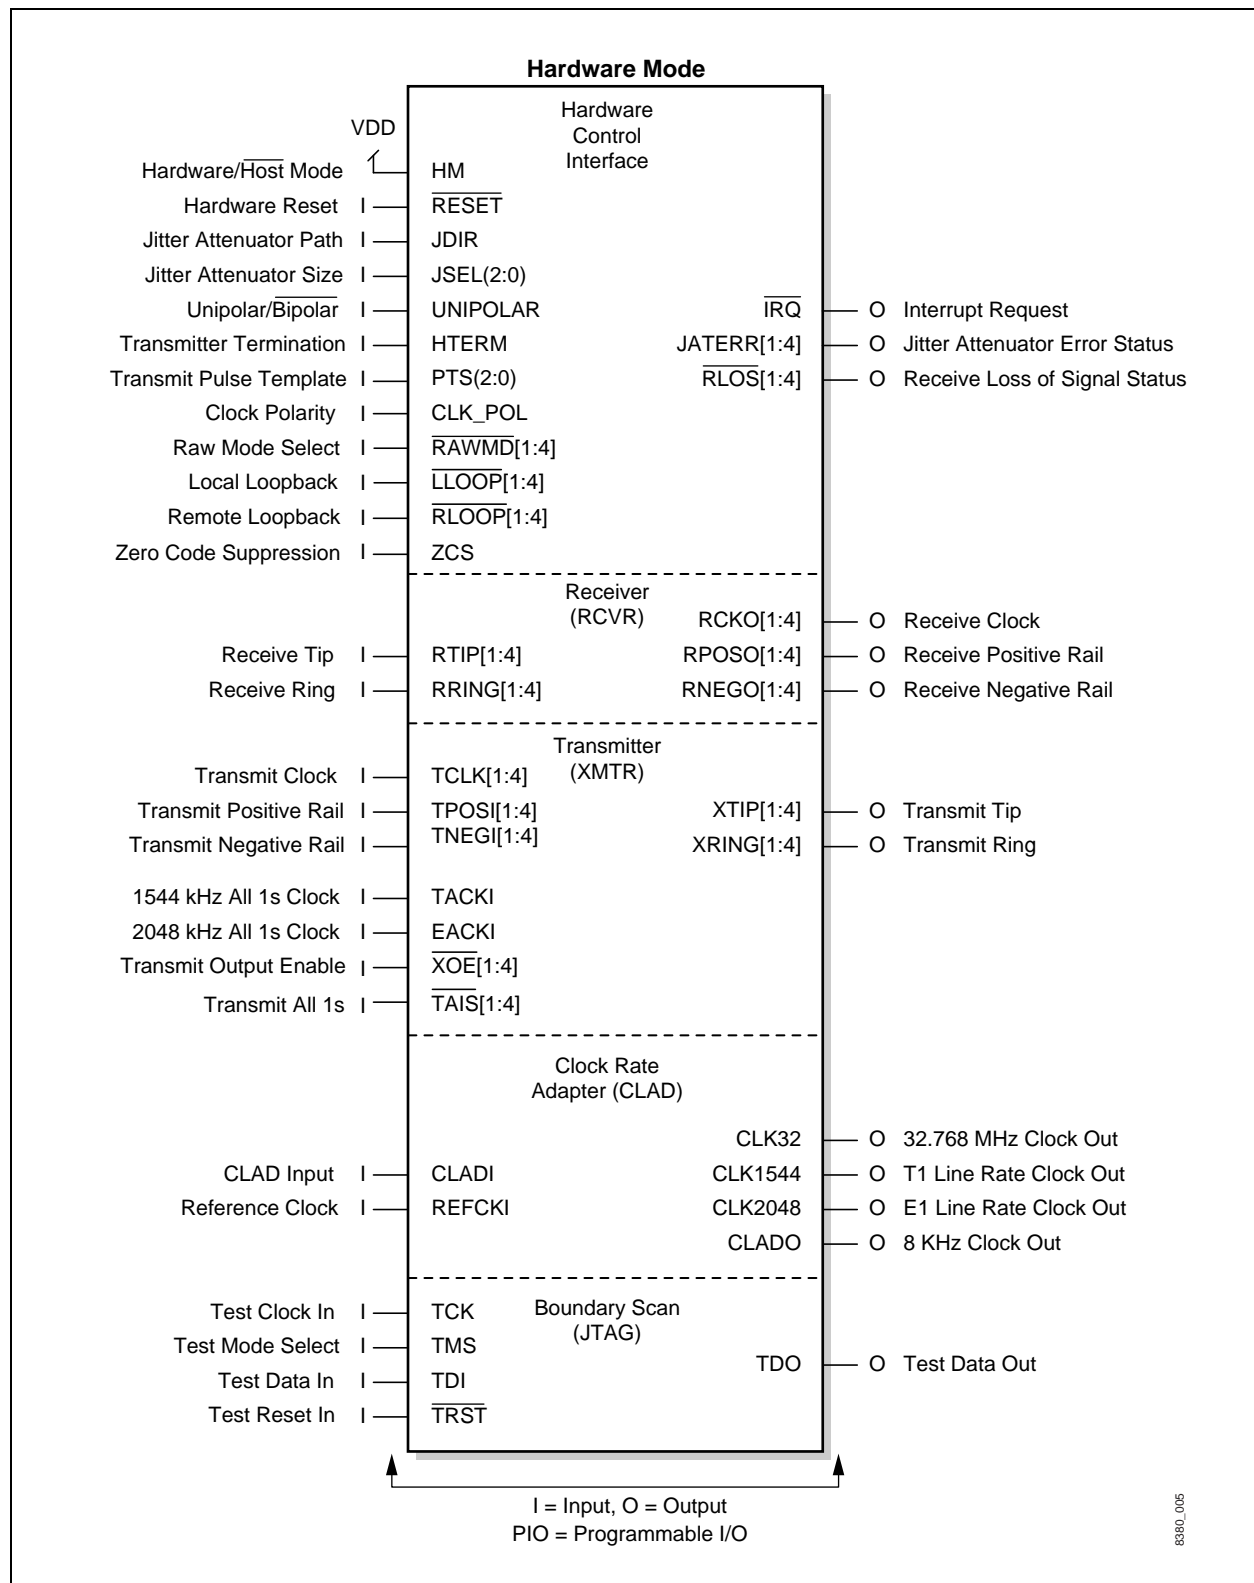 Hardware Mode
Hardware
Control
Interface
VDD
Hardware/Host Mode HM
Hardware Reset I RESET
Jitter Attenuator Path I JDIR
Jitter Attenuator Size I JSEL(2:0)
Unipolar/Bipolar I UNIPOLAR IRQ O Interrupt Request
Transmitter Termination I HTERM JATERR[1:4] O Jitter Attenuator Error Status
Transmit Pulse Template I PTS(2:0) RLOS[1:4] O Receive Loss of Signal Status
Clock Polarity I CLK_POL
Raw Mode Select I RAWMD[1:4]
Local Loopback I LLOOP[1:4]
Remote Loopback I RLOOP[1:4]
Zero Code Suppression I ZCS
Receiver
(RCVR) RCKO[1:4] O Receive Clock
Receive Tip I RTIP[1:4] RPOSO[1:4] O Receive Positive Rail
Receive Ring I RRING[1:4] RNEGO[1:4] O Receive Negative Rail
Transmitter
(XMTR)
Transmit Clock I TCLK[1:4]
Transmit Positive Rail I TPOSI[1:4] XTIP[1:4] O Transmit Tip
Transmit Negative Rail I TNEGI[1:4] XRING[1:4] O Transmit Ring
1544 kHz All 1s Clock I TACKI
2048 kHz All 1s Clock I EACKI
Transmit Output Enable I XOE[1:4]
Transmit All 1s I TAIS[1:4]
Clock Rate
Adapter (CLAD)
CLK32 O 32.768 MHz Clock Out
CLAD Input I CLADI CLK1544 O T1 Line Rate Clock Out
Reference Clock I REFCKI CLK2048 O E1 Line Rate Clock Out
CLADO O 8 KHz Clock Out
Boundary Scan
(JTAG)
Test Clock In I TCK
Test Mode Select I TMS
TDO O Test Data Out
Test Data In I TDI
Test Reset In I TRST
I = Input, O = Output
PIO = Programmable I/O
8380_005